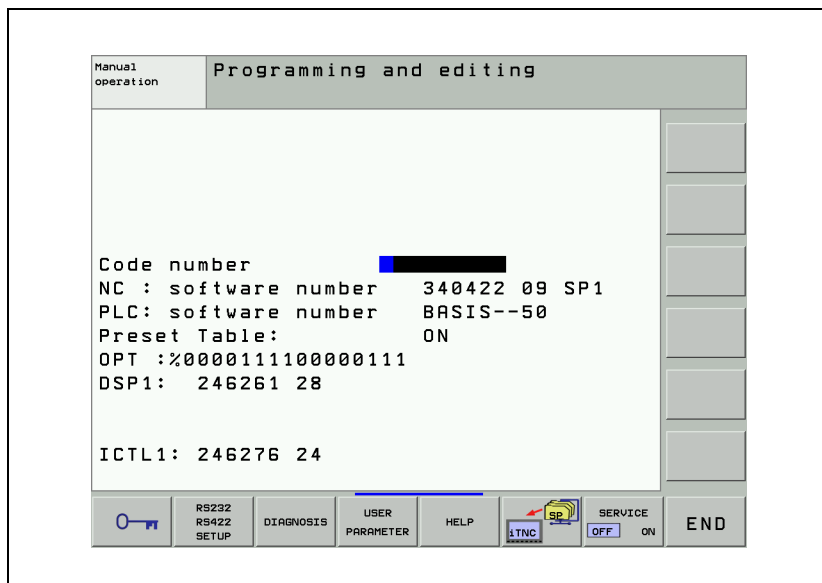 Manual
operation
Programming and editing
Code number
NC : software number 340422 09 SP1
PLC: software number BASIS--50
Preset Table: ON
OPT :%0000111100000111
DSP1: 246261 28
ICTL1: 246276 24
RS232
RS422
SETUP
DIAGNOSIS
USER
PARAMETER
HELP
iTNC
SP
SERVICE
OFF ON
END